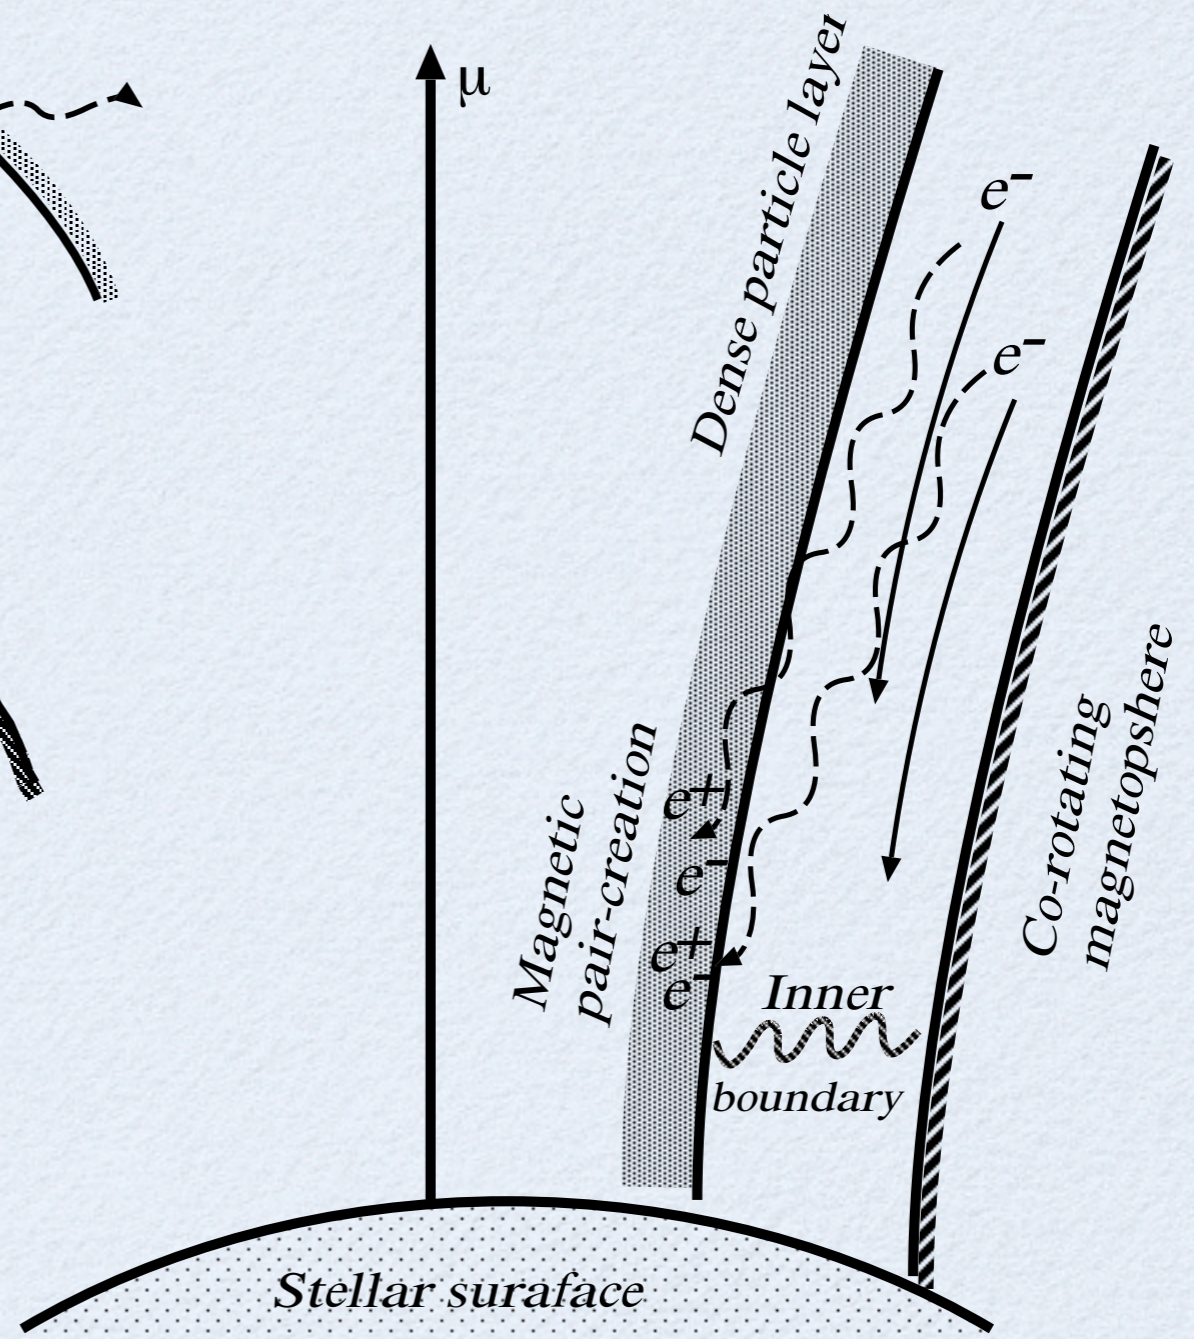 μ
Dense particle layer
e-
e-
Magnetic
pair-creation
e+
e-
e+
e-
Inner
boundary
Co-rotating
magnetopshere
Stellar suraface